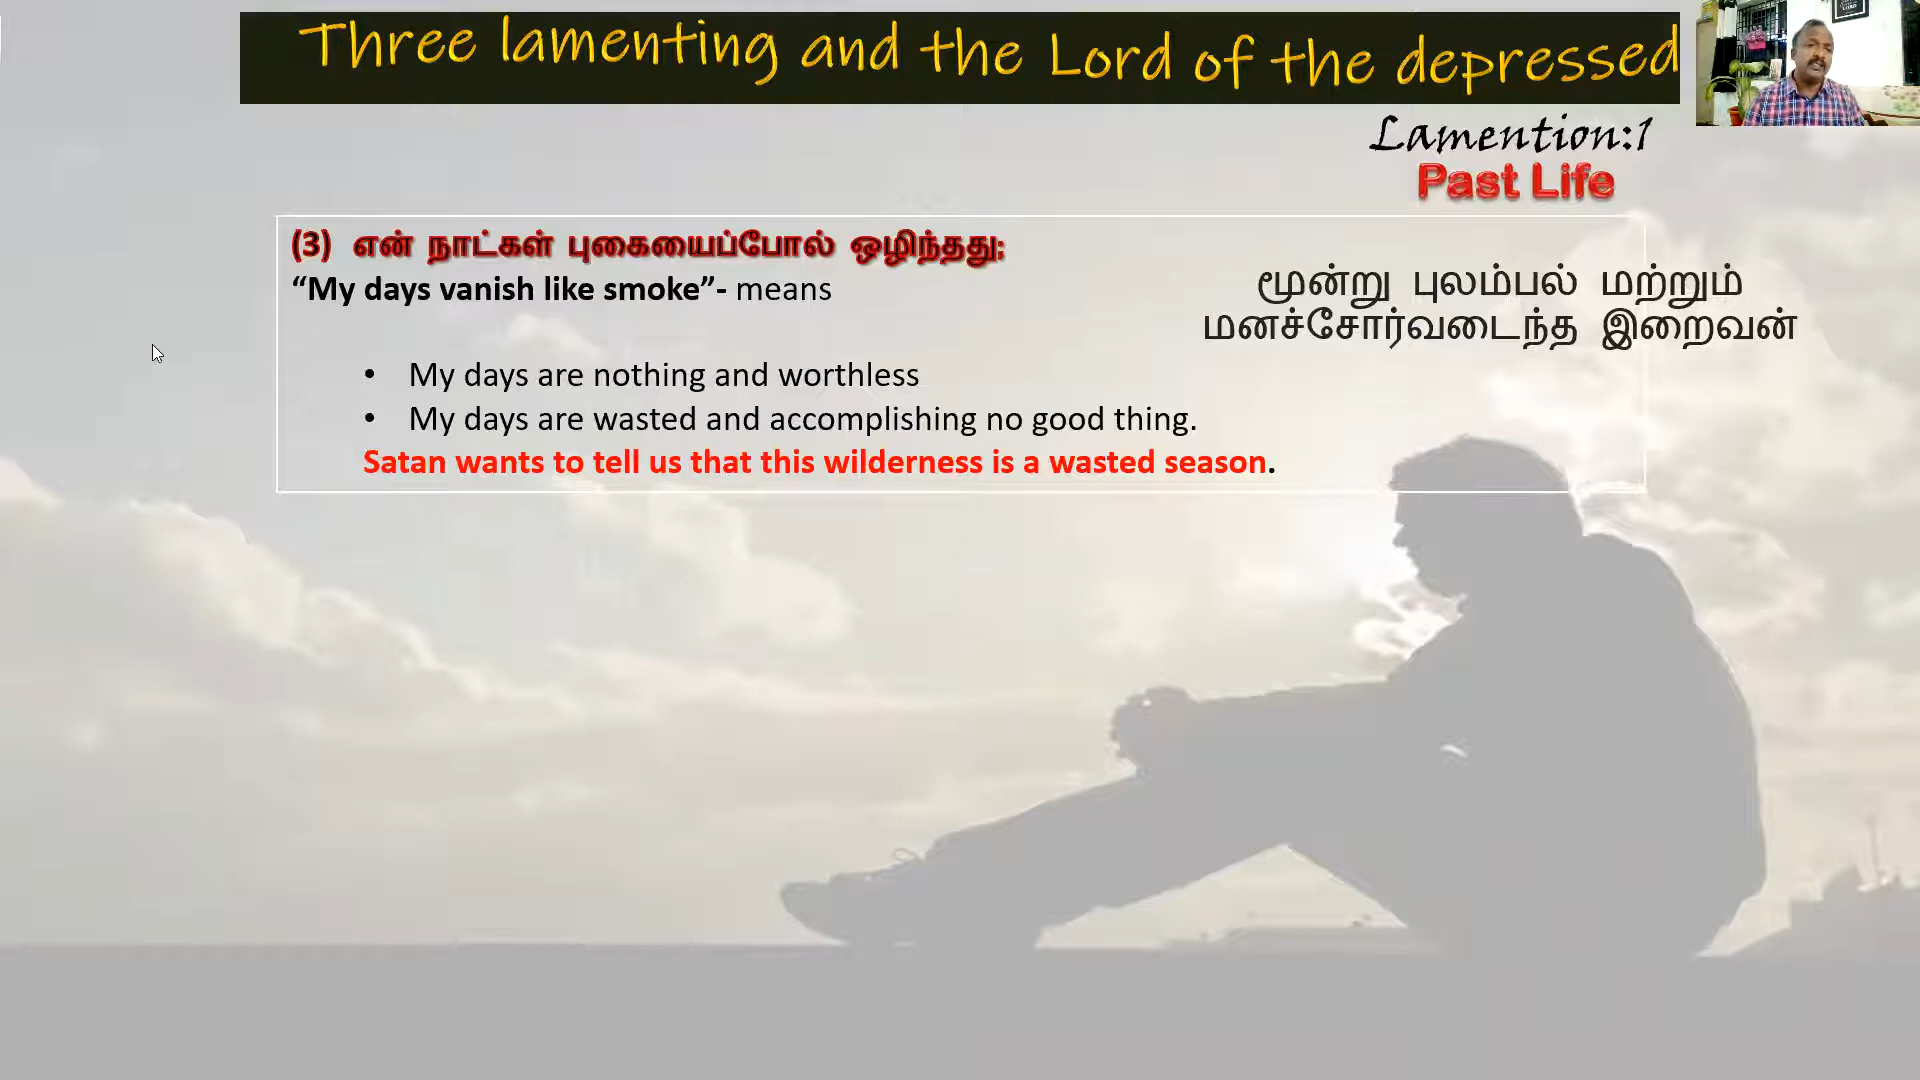 Three lamenting and the Lord of the depressed
Lamention:1
Past Life
(3) என் நாட்கள் புகையைப்போல் ஒழிந்தது;
“My days vanish like smoke”- means
மூன்று புலம்பல் மற்றும்
மனச்சோர்வடைந்த இறைவன்
• My days are nothing and worthless
• My days are wasted and accomplishing no good thing.
Satan wants to tell us that this wilderness is a wasted season.